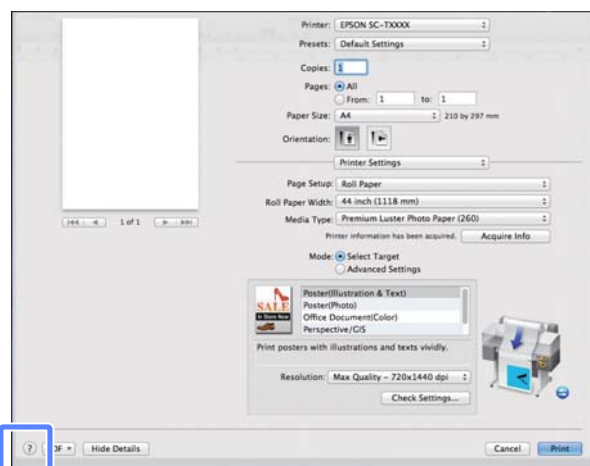 Printer: EPSON SC-TXXXX
Presets: Default Settings
Copies: 1
Pages: All
From: 1 to: 1
Paper Size: A4 210 by 297 mm
Orientation:
Printer Settings
Page Setup: Roll Paper
Roll Paper Width: 44 inch (1118 mm)
Media Type: Premium Luster Photo Paper (260)
Printer information has been acquired. Acquire Info
1 of 1
Mode: Select Target
Advanced Settings
SALE
In Store Now
Poster(Illustration & Text)
Poster(Photo)
Office Document(Color)
Perspective/GIS
Print posters with illustrations and texts vividly.
Resolution: Max Quality – 720x1440 dpi
Check Settings...
? DF Hide Details Cancel Print